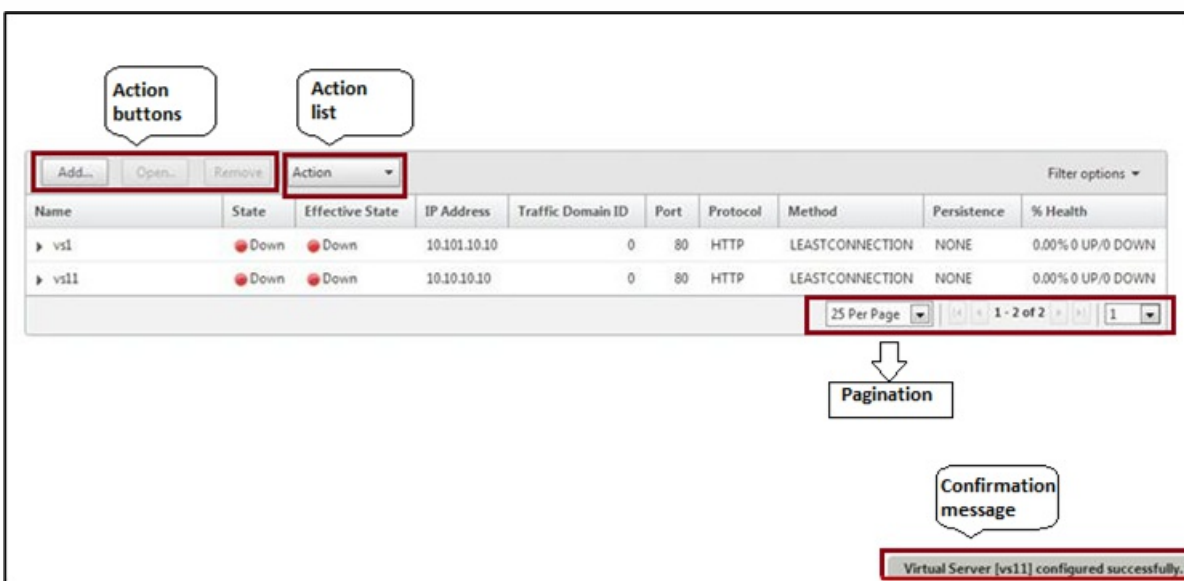 Action
buttons
Action
list
Add... Open... Remove Action Filter options
Name State Effective State IP Address Traffic Domain ID Port Protocol Method Persistence % Health
vs1 Down Down 10.101.10.10 0 80 HTTP LEASTCONNECTION NONE 0.00% 0 UP/0 DOWN
vs11 Down Down 10.10.10.10 0 80 HTTP LEASTCONNECTION NONE 0.00% 0 UP/0 DOWN
25 Per Page 1 - 2 of 2 1
Pagination
Confirmation
message
Virtual Server [vs11] configured successfully.